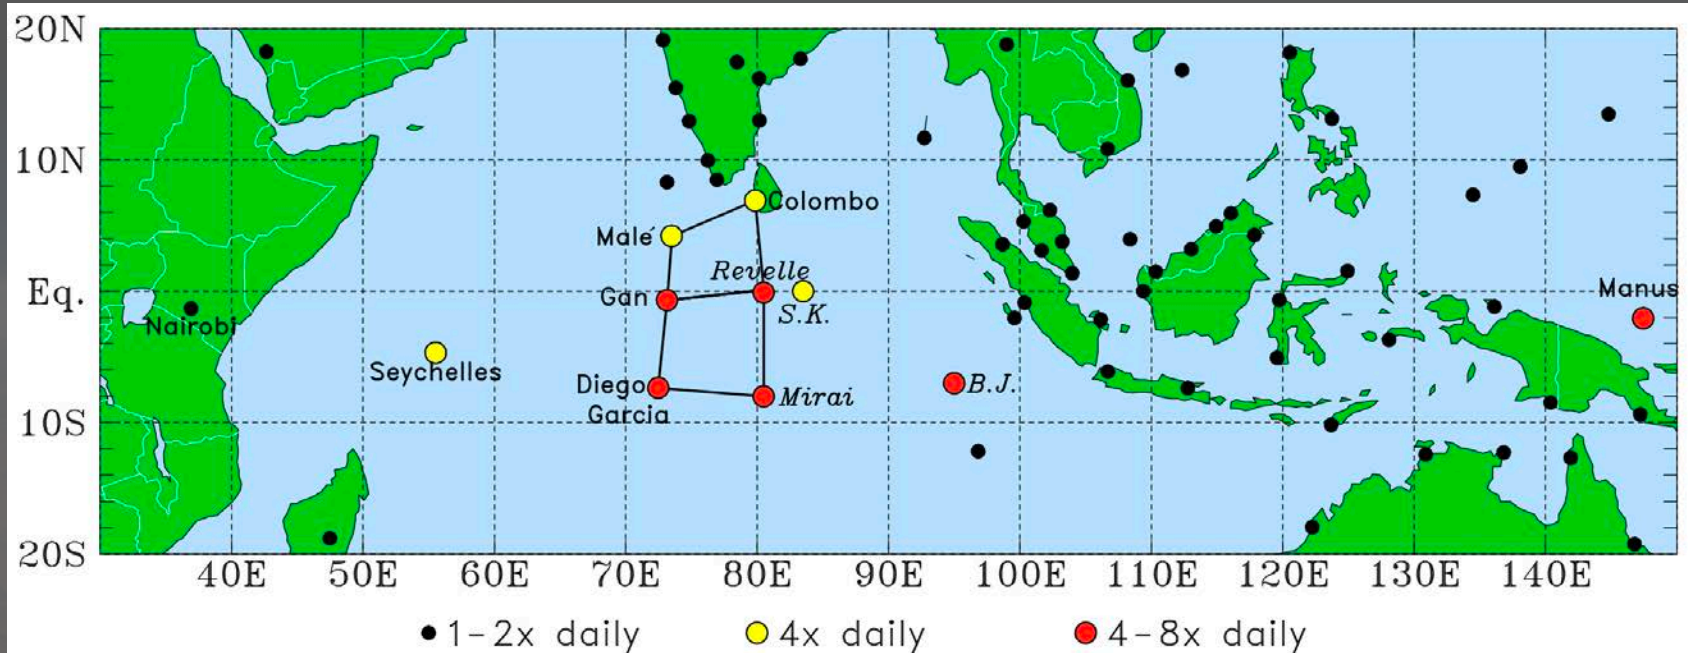 20N
10N
Eq.
10S
20S
Colombo
Malé
Revelle
Gan
S.K.
Manus
Nairobi
Seychelles
Diego
Garcia
Mirai
B.J.
40E 50E 60E 70E 80E 90E 100E 110E 120E 130E 140E
1-2x daily 4x daily 4-8x daily